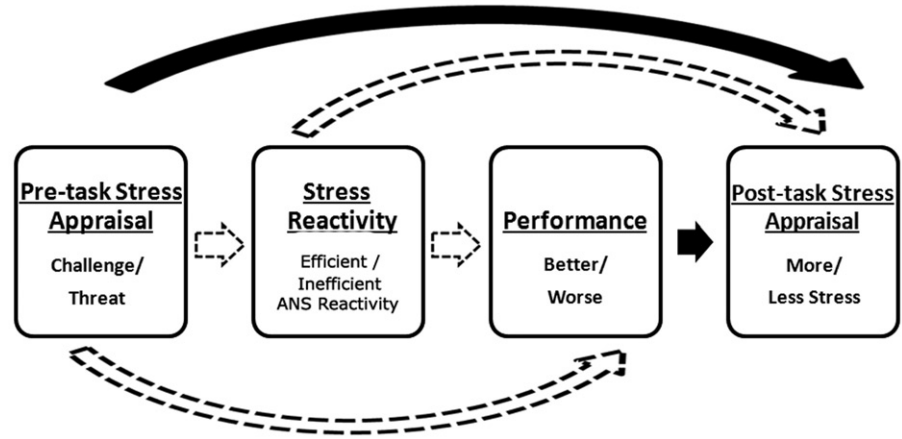 Pre-task Stress
Appraisal
Challenge/
Threat
Stress
Reactivity
Efficient /
Inefficient
ANS Reactivity
Performance
Better/
Worse
Post-task Stress
Appraisal
More/
Less Stress